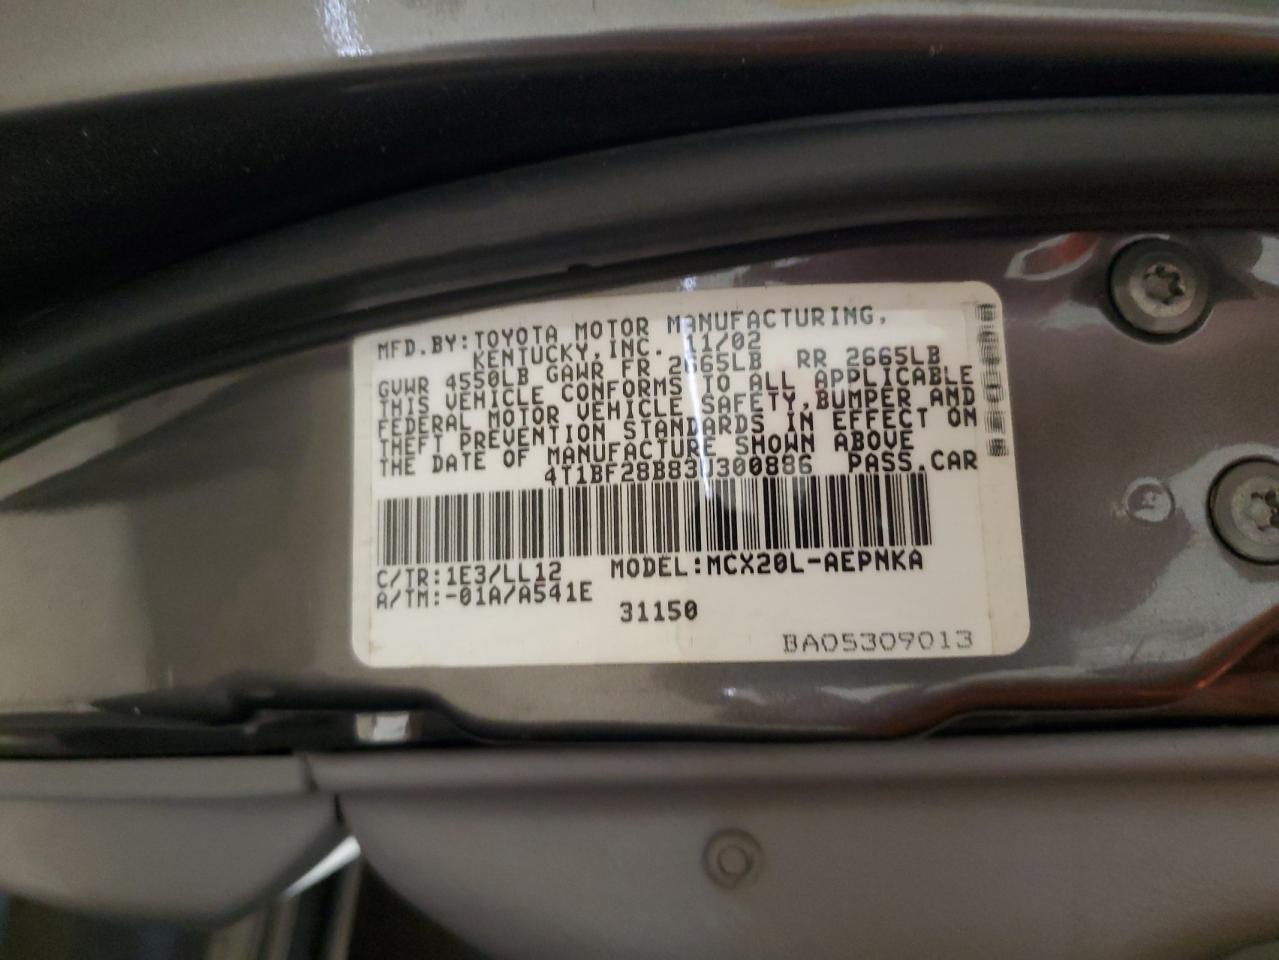 MFD.BY:TOYOTA MOTOR MANUFACTURING,
KENTUCKY,INC. 11/02
GVWR 4550LB GAWR FR 2665LB RR 2665LB
THIS VEHICLE CONFORMS TO ALL APPLICABLE
FEDERAL MOTOR VEHICLE SAFETY,BUMPER AND
THEFT PREVENTION STANDARDS IN EFFECT ON
THE DATE OF MANUFACTURE SHOWN ABOVE
4T1BF28B83U300886 PASS.CAR
C/TR:1E3/LL12 MODEL:MCX20L-AEPNKA
A/TM:-01A/A541E
31150
BA05309013